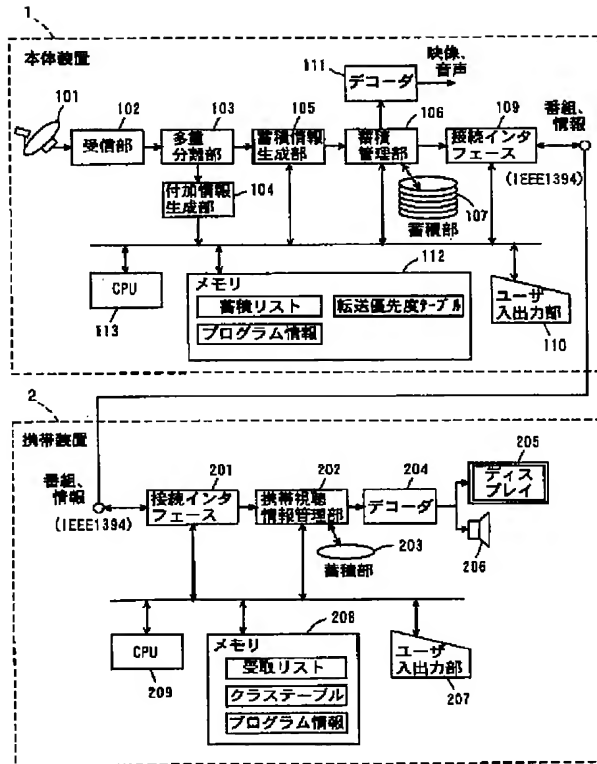 1
本体装置
101
102
受信部
103
多重
分割部
104
付加情報
生成部
105
蓄積情報
生成部
111
デコーダ
映像、
音声
106
蓄積
管理部
107
蓄積部
109
接続インタ
フェース
番組、
情報
(IEEE1394)
CPU
113
112
メモリ
蓄積リスト
転送優先度テーブル
プログラム情報
ユーザ
入出力部
110
2
携帯装置
番組、
情報
(IEEE1394)
201
接続インタ
フェース
202
携帯視聴
情報管理部
203
蓄積部
204
デコーダ
205
ディス
プレイ
206
CPU
209
208
メモリ
受取リスト
クラステーブル
プログラム情報
ユーザ
入出力部
207